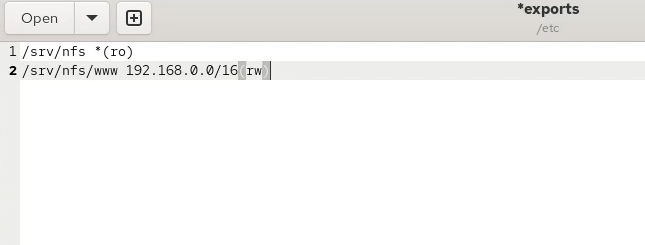 Open
*exports
/etc
1 /srv/nfs *(ro)
2 /srv/nfs/www 192.168.0.0/16(rw)